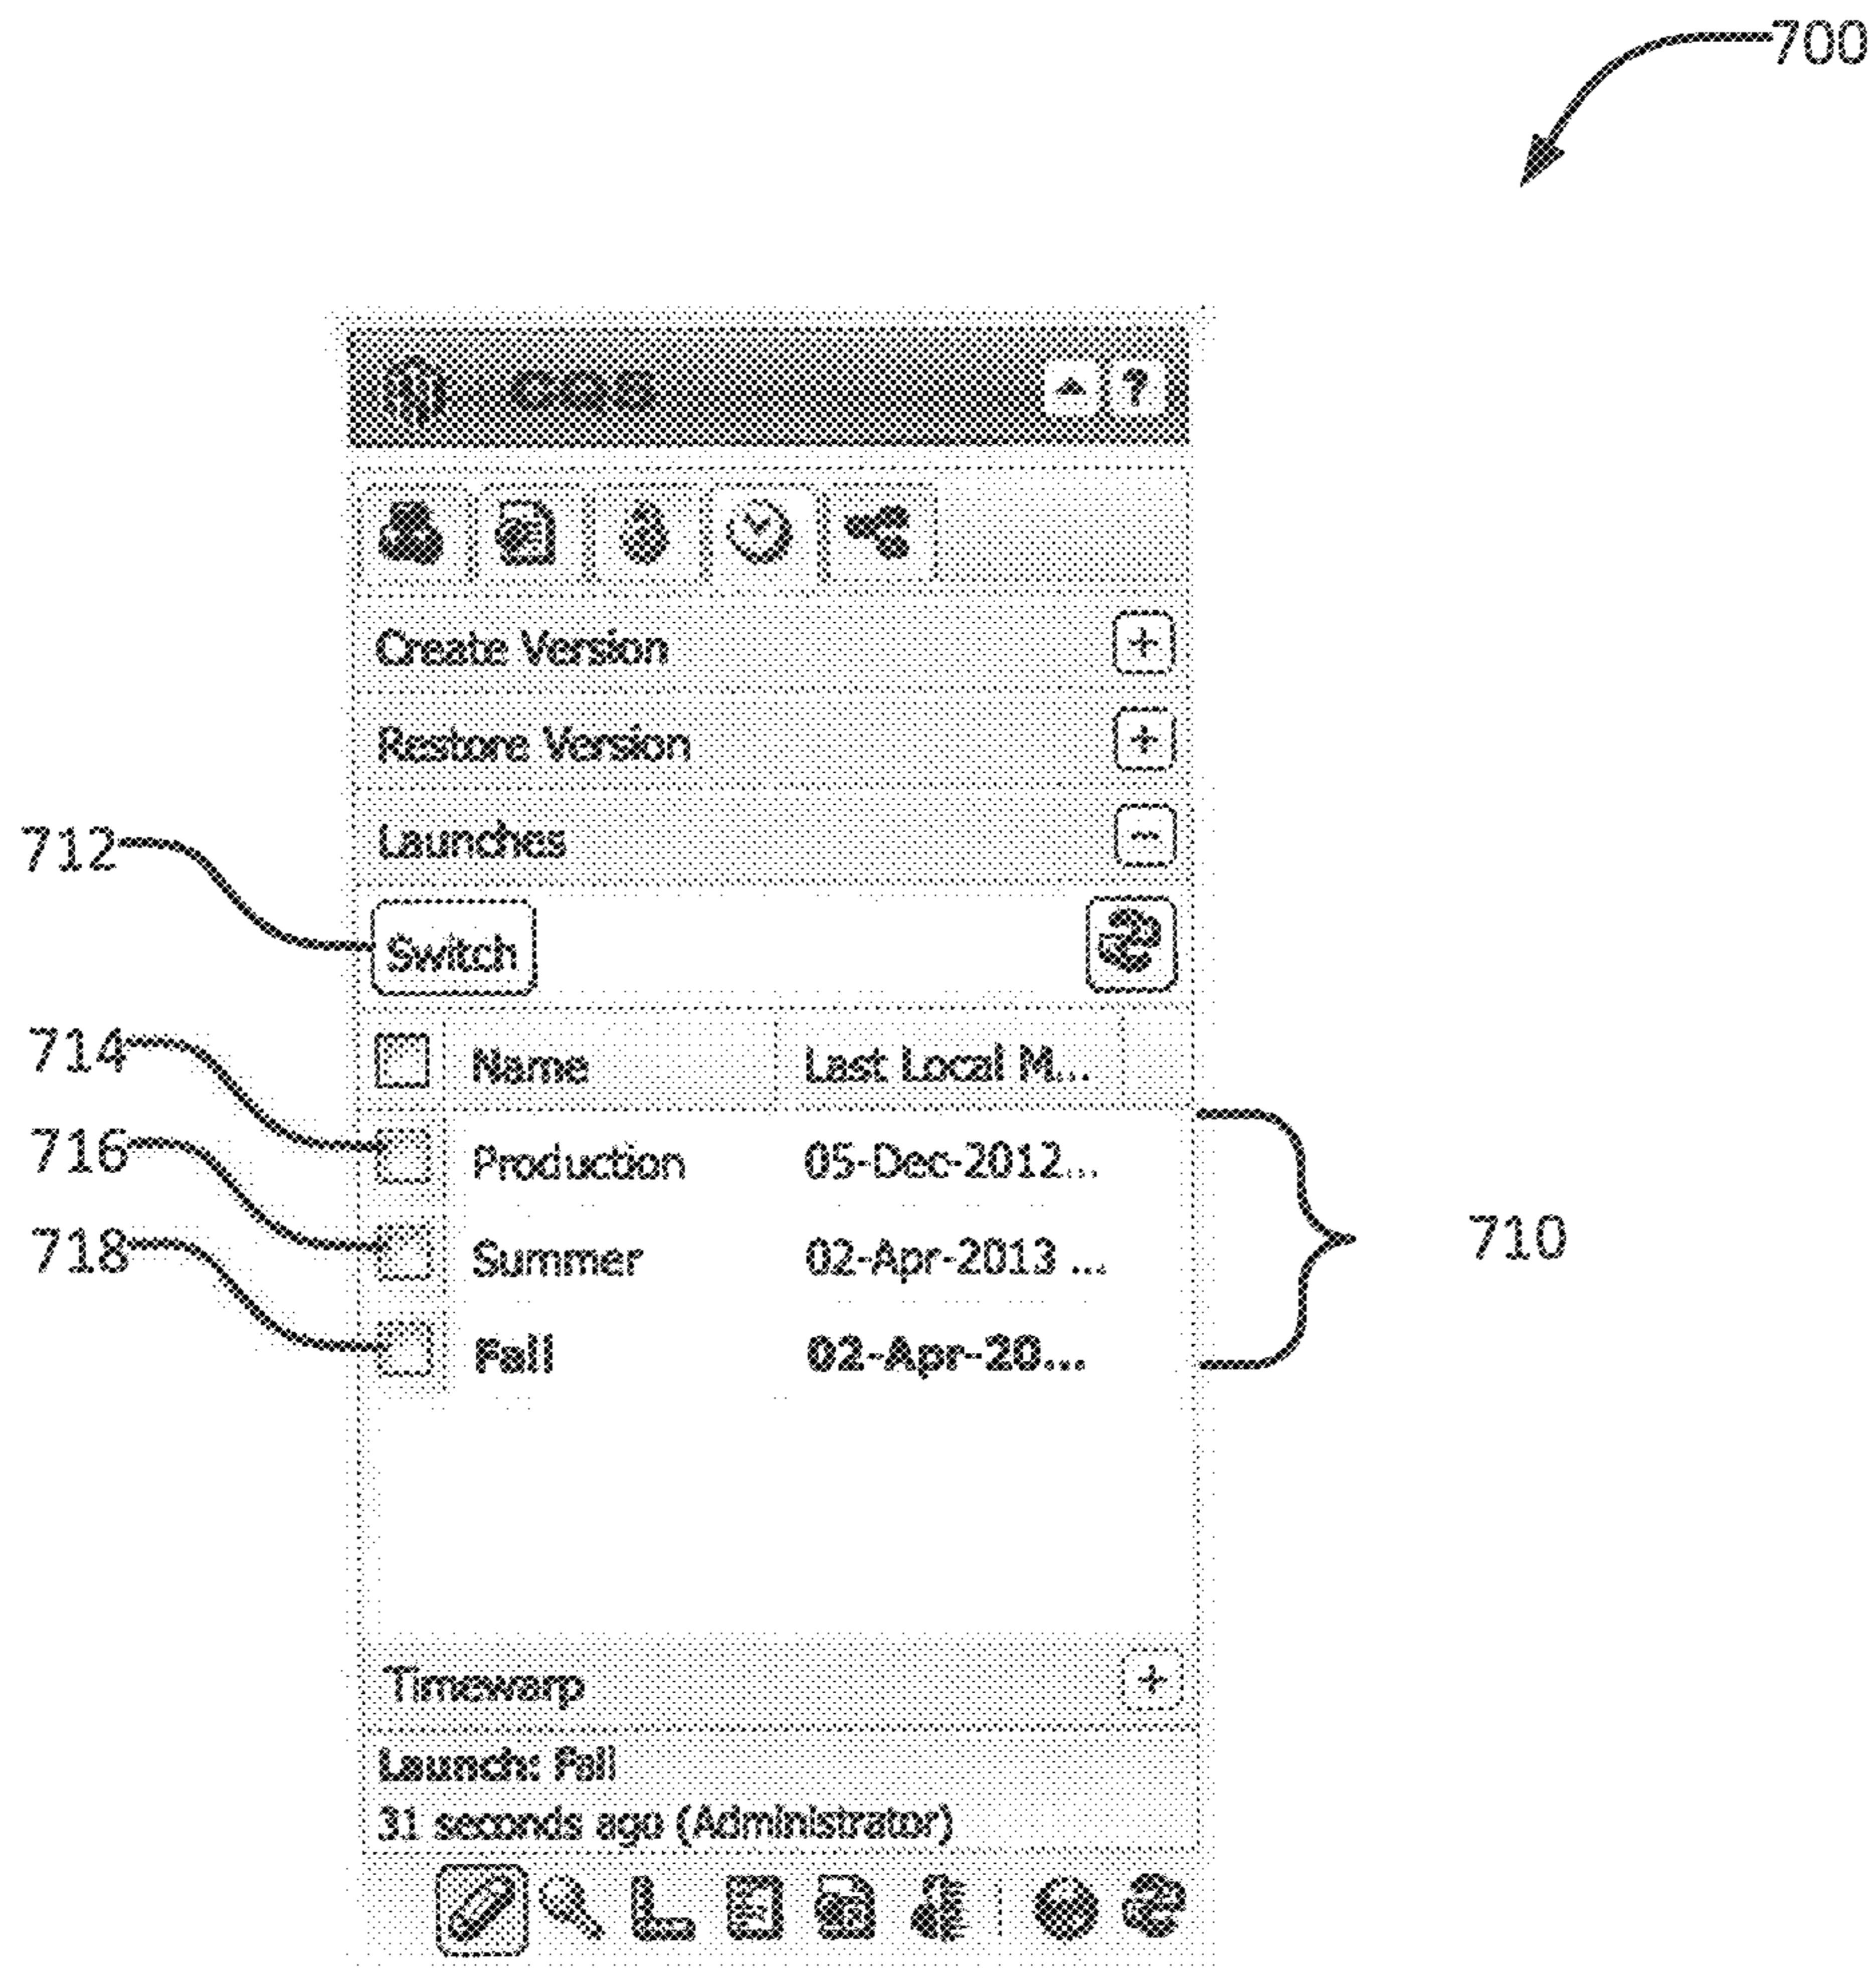 700
CQ5
?
Create Version
Restore Version
Launches
712
Switch
714
Name Last Local M...
716
Production 05-Dec-2012...
718
Summer 02-Apr-2013 ...
710
Fall 02-Apr-20...
Timewarp
Launch: Fall
31 seconds ago (Administrator)